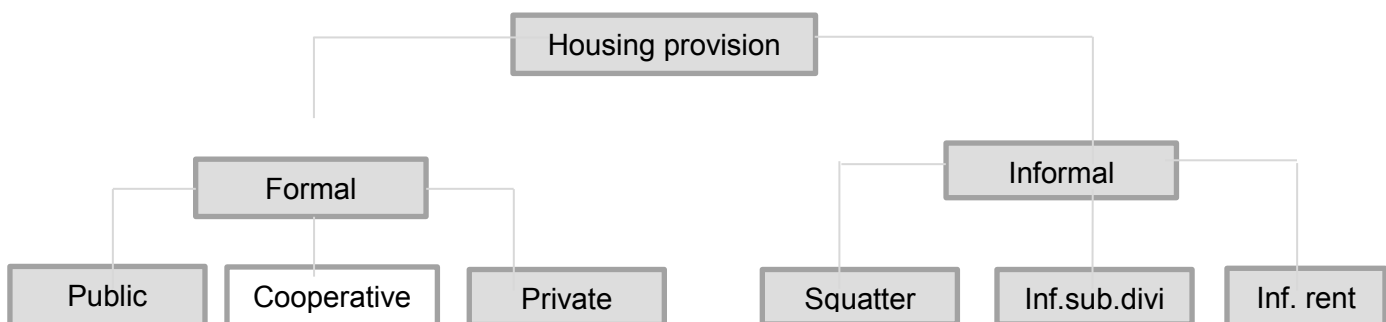 Housing provision
Formal
Informal
Public
Cooperative
Private
Squatter
Inf.sub.divi
Inf. rent